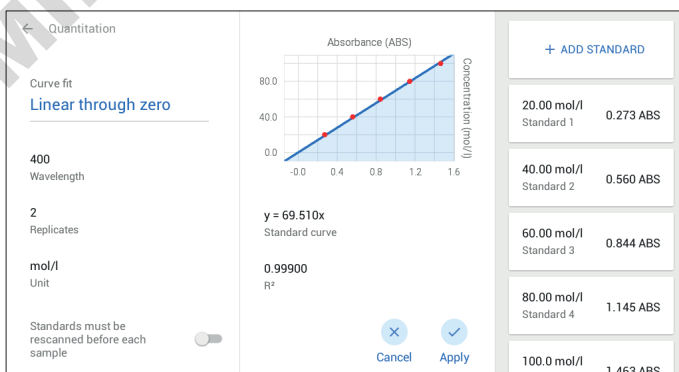 Quantitation
Curve fit
Linear through zero
400
Wavelength
2
Replicates
mol/l
Unit
Standards must be
rescanned before each
sample
Absorbance (ABS)
80.0
40.0
0.0
-0.0 0.4 0.8 1.2 1.6
Concentration (mol/l)
y = 69.510x
Standard curve
0.99900
R²
Cancel Apply
+ ADD STANDARD
20.00 mol/l
Standard 1
0.273 ABS
40.00 mol/l
Standard 2
0.560 ABS
60.00 mol/l
Standard 3
0.844 ABS
80.00 mol/l
Standard 4
1.145 ABS
100.0 mol/l
1.463 ABS